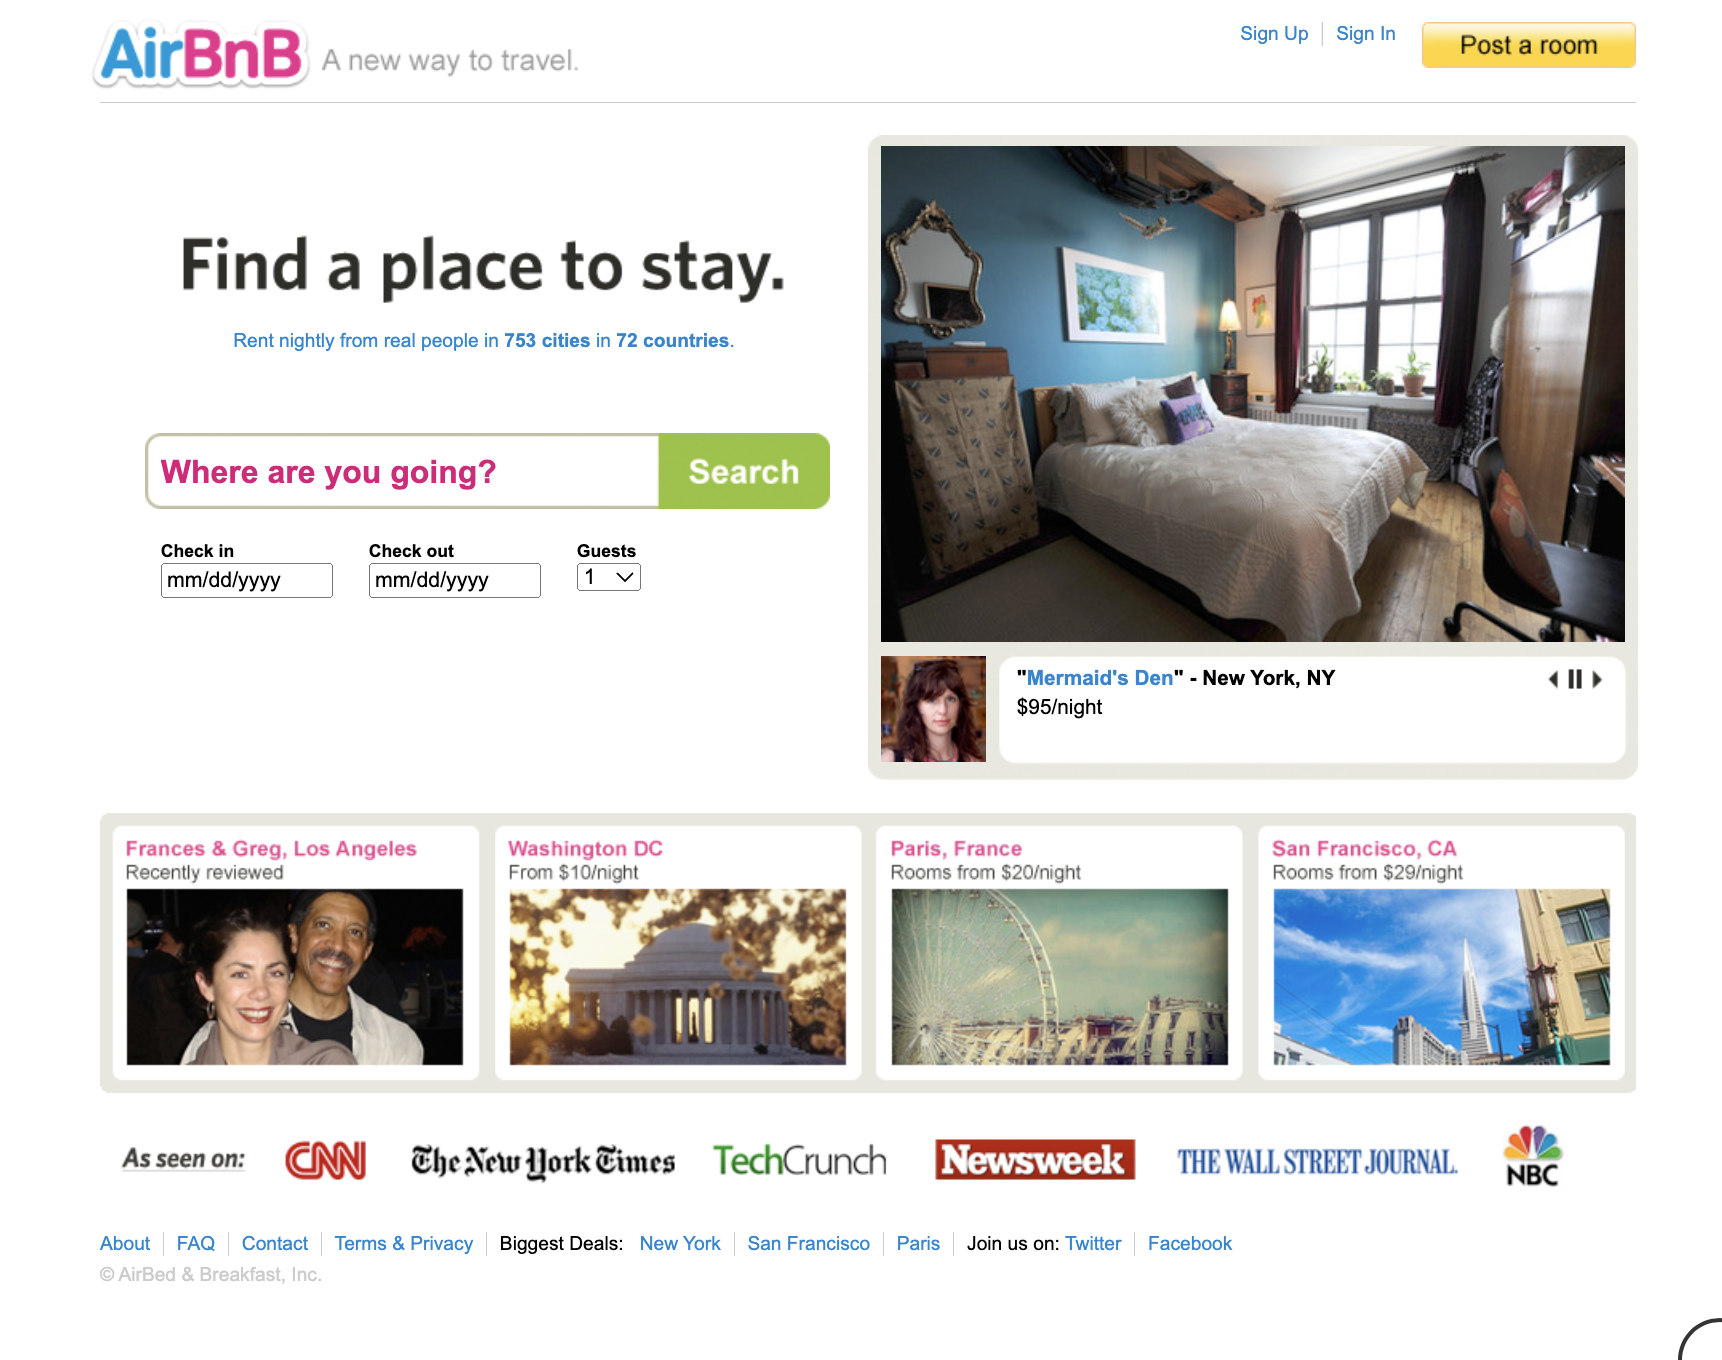 AirBnB A new way to travel.
Sign Up Sign In Post a room
Find a place to stay.
Rent nightly from real people in 753 cities in 72 countries.
Where are you going? Search
Check in Check out Guests
mm/dd/yyyy mm/dd/yyyy 1
"Mermaid's Den" - New York, NY
$95/night
Frances & Greg, Los Angeles
Recently reviewed
Washington DC
From $10/night
Paris, France
Rooms from $20/night
San Francisco, CA
Rooms from $29/night
As seen on: CNN The New York Times TechCrunch Newsweek THE WALL STREET JOURNAL. NBC
About FAQ Contact Terms & Privacy Biggest Deals: New York San Francisco Paris Join us on: Twitter Facebook
© AirBed & Breakfast, Inc.